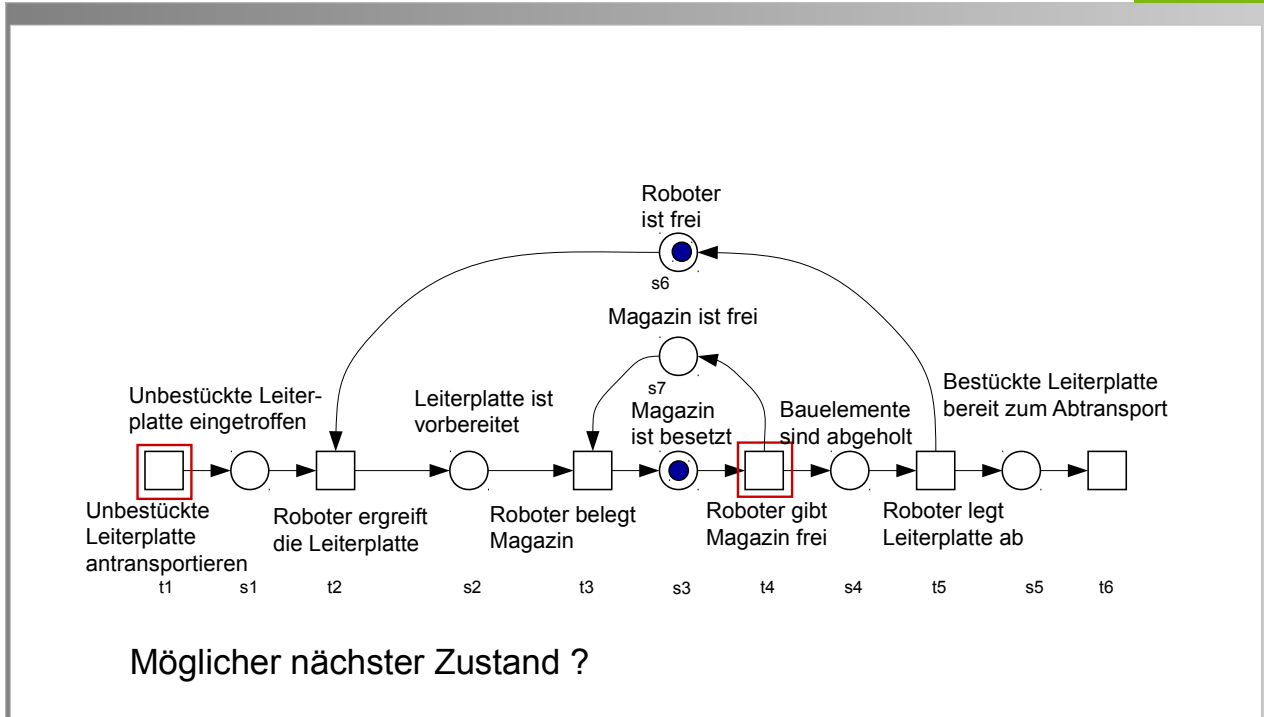 Roboter
ist frei
s6
Magazin ist frei
s7
Unbestückte Leiter-
platte eingetroffen
Leiterplatte ist
vorbereitet
Magazin
ist besetzt
Bauelemente
sind abgeholt
Bestückte Leiterplatte
bereit zum Abtransport
Unbestückte
Leiterplatte
antransportieren
Roboter ergreift
die Leiterplatte
Roboter belegt
Magazin
Roboter gibt
Magazin frei
Roboter legt
Leiterplatte ab
t1 s1 t2 s2 t3 s3 t4 s4 t5 s5 t6
Möglicher nächster Zustand ?